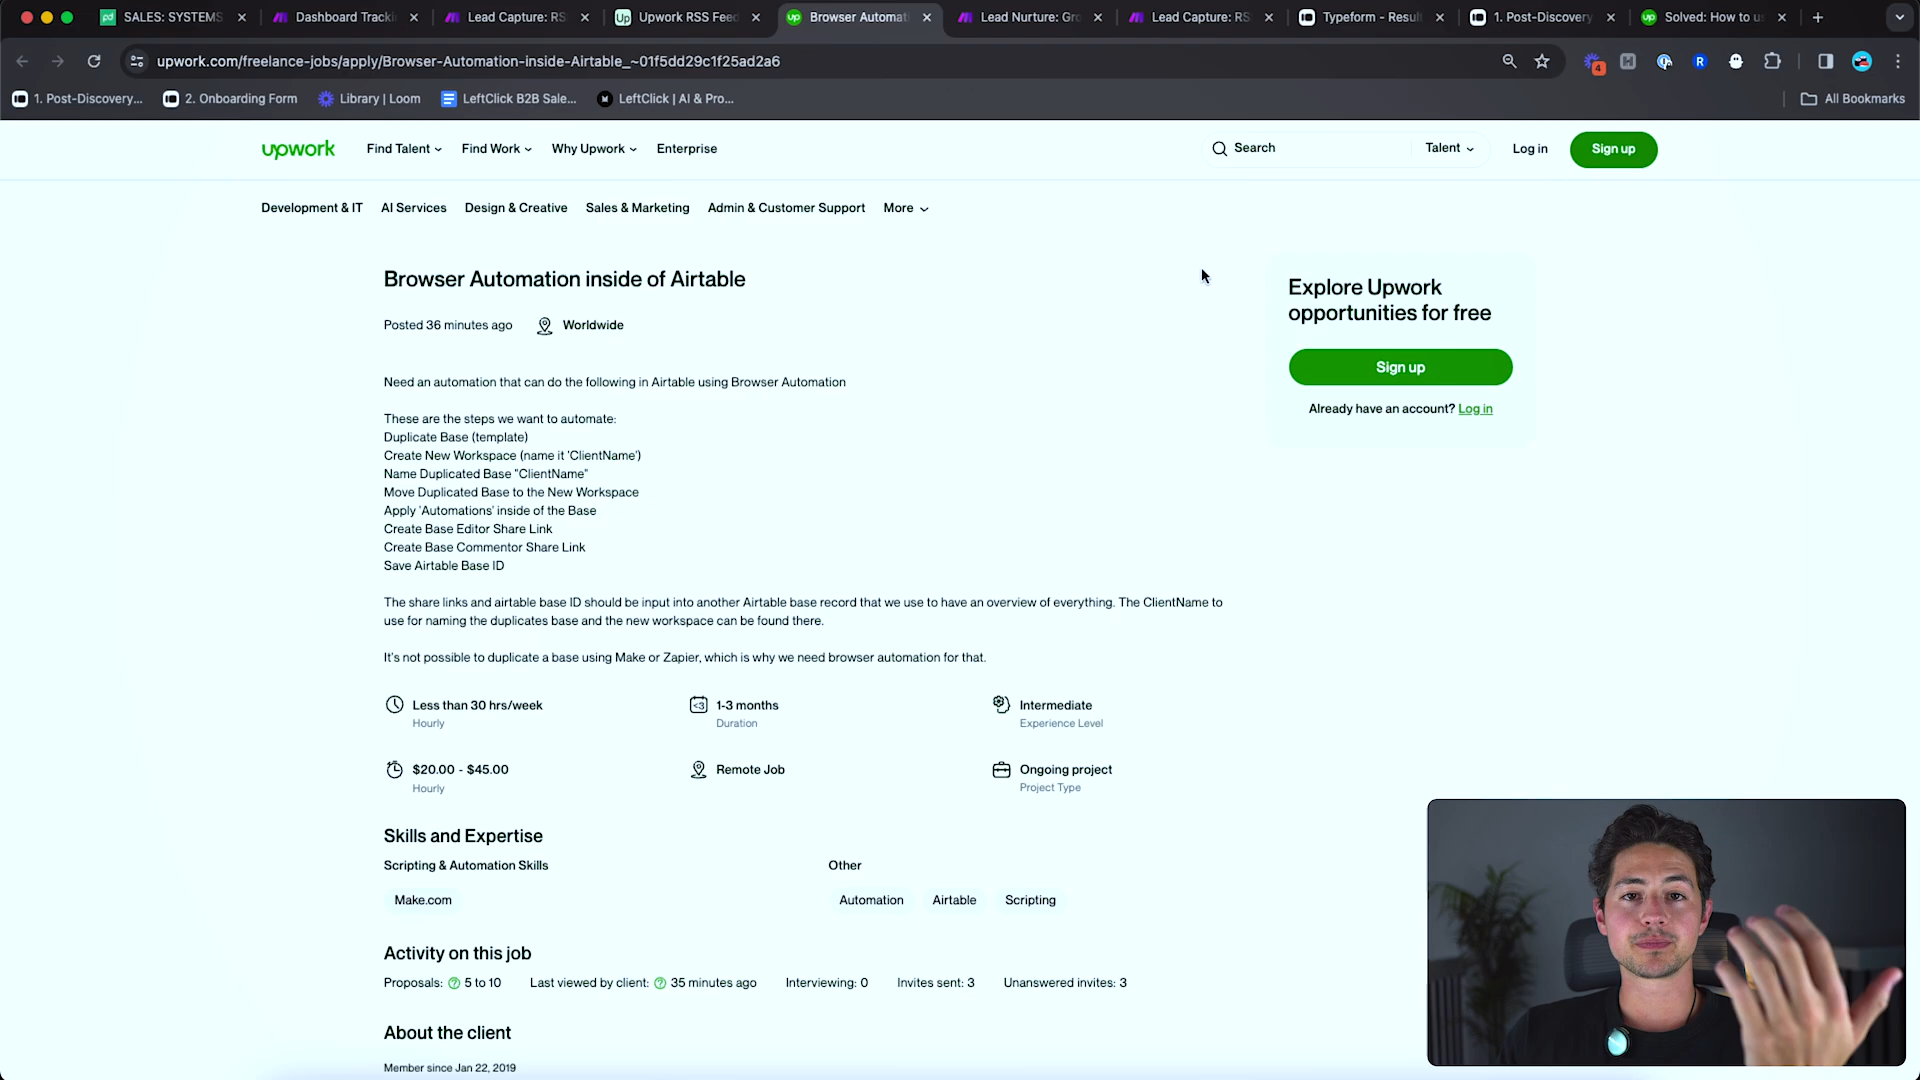 SALES: SYSTEMS
Dashboard Tracki
Lead Capture: RS
Upwork RSS Feed
Browser Automat
Lead Nurture: Gro
Lead Capture: RS
Typeform - Result
1. Post-Discovery
Solved: How to us
upwork.com/freelance-jobs/apply/Browser-Automation-inside-Airtable_~01f5dd29c1f25ad2a6
4
R
1. Post-Discovery...
2. Onboarding Form
Library | Loom
LeftClick B2B Sale...
LeftClick | AI & Pro...
All Bookmarks
upwork
Find Talent
Find Work
Why Upwork
Enterprise
Search
Talent
Log in
Sign up
Development & IT
AI Services
Design & Creative
Sales & Marketing
Admin & Customer Support
More
Browser Automation inside of Airtable
Posted 36 minutes ago
Worldwide
Need an automation that can do the following in Airtable using Browser Automation
These are the steps we want to automate:
Duplicate Base (template)
Create New Workspace (name it 'ClientName')
Name Duplicated Base "ClientName"
Move Duplicated Base to the New Workspace
Apply 'Automations' inside of the Base
Create Base Editor Share Link
Create Base Commentor Share Link
Save Airtable Base ID
The share links and airtable base ID should be input into another Airtable base record that we use to have an overview of everything. The ClientName to
use for naming the duplicates base and the new workspace can be found there.
It's not possible to duplicate a base using Make or Zapier, which is why we need browser automation for that.
Less than 30 hrs/week
Hourly
1-3 months
Duration
Intermediate
Experience Level
$20.00 - $45.00
Hourly
Remote Job
Ongoing project
Project Type
Skills and Expertise
Scripting & Automation Skills
Other
Make.com
Automation
Airtable
Scripting
Activity on this job
Proposals: 5 to 10
Last viewed by client: 35 minutes ago
Interviewing: 0
Invites sent: 3
Unanswered invites: 3
About the client
Member since Jan 22, 2019
Explore Upwork
opportunities for free
Sign up
Already have an account? Log in